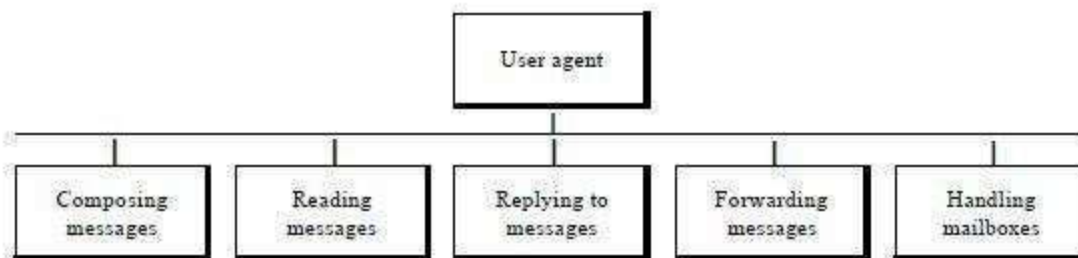 User agent
Composing
messages
Reading
messages
Replying to
messages
Forwarding
messages
Handling
mailboxes